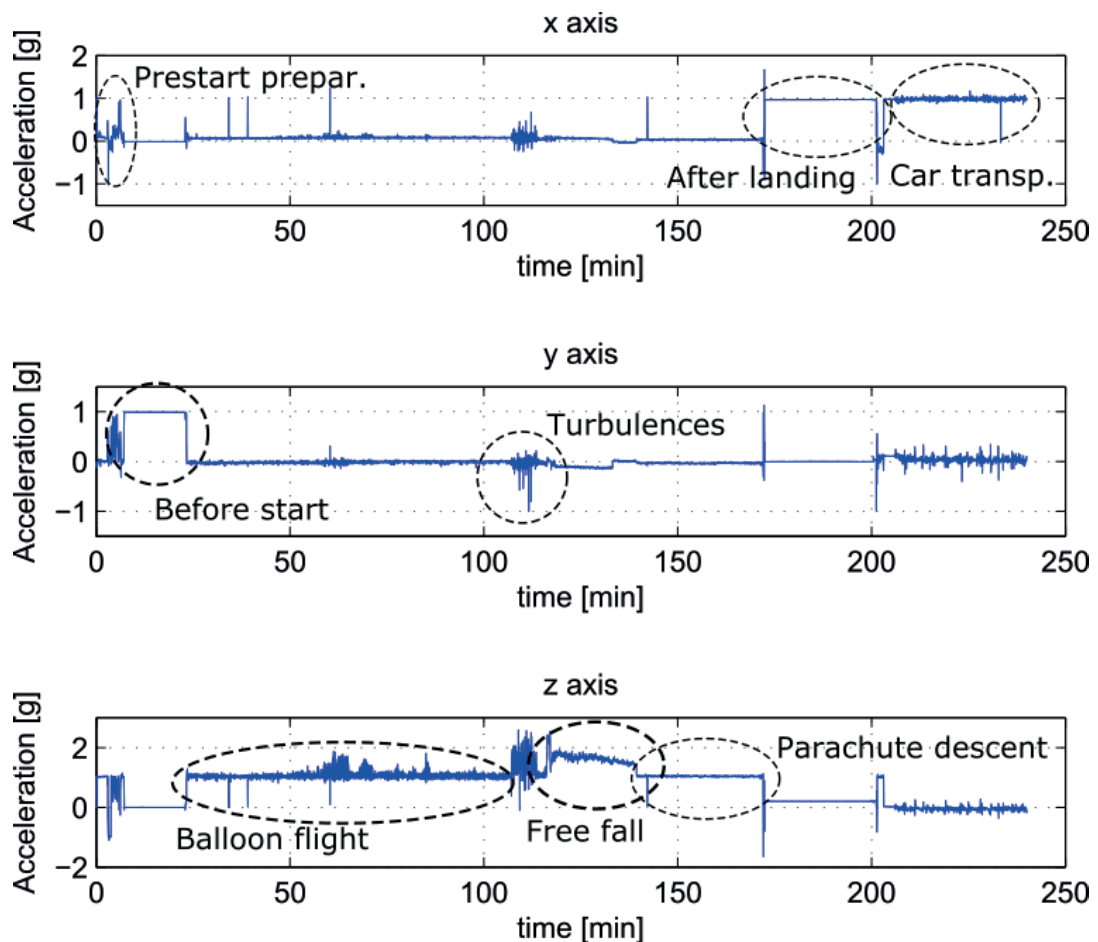 x axis
Acceleration [g]
2
1
0
−1
Prestart prepar.
After landing
Car transp.
0 50 100 150 200 250
time [min]
y axis
Acceleration [g]
1
0
−1
Turbulences
Before start
0 50 100 150 200 250
time [min]
z axis
Acceleration [g]
2
0
−2
Parachute descent
Balloon flight
Free fall
0 50 100 150 200 250
time [min]